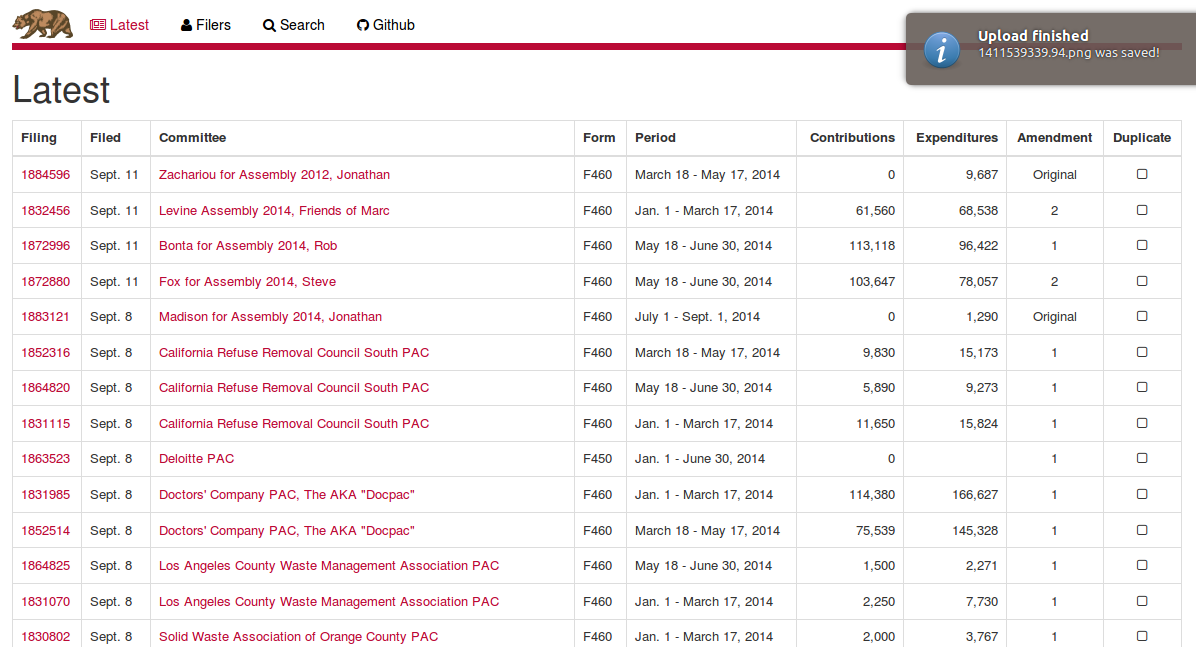 Latest Filers Search Github
Upload finished
1411539339.94.png was saved!
Latest
Filing Filed Committee Form Period Contributions Expenditures Amendment Duplicate
1884596 Sept. 11 Zachariou for Assembly 2012, Jonathan F460 March 18 - May 17, 2014 0 9,687 Original
1832456 Sept. 11 Levine Assembly 2014, Friends of Marc F460 Jan. 1 - March 17, 2014 61,560 68,538 2
1872996 Sept. 11 Bonta for Assembly 2014, Rob F460 May 18 - June 30, 2014 113,118 96,422 1
1872880 Sept. 11 Fox for Assembly 2014, Steve F460 May 18 - June 30, 2014 103,647 78,057 2
1883121 Sept. 8 Madison for Assembly 2014, Jonathan F460 July 1 - Sept. 1, 2014 0 1,290 Original
1852316 Sept. 8 California Refuse Removal Council South PAC F460 March 18 - May 17, 2014 9,830 15,173 1
1864820 Sept. 8 California Refuse Removal Council South PAC F460 May 18 - June 30, 2014 5,890 9,273 1
1831115 Sept. 8 California Refuse Removal Council South PAC F460 Jan. 1 - March 17, 2014 11,650 15,824 1
1863523 Sept. 8 Deloitte PAC F450 Jan. 1 - June 30, 2014 0 1
1831985 Sept. 8 Doctors' Company PAC, The AKA "Docpac" F460 Jan. 1 - March 17, 2014 114,380 166,627 1
1852514 Sept. 8 Doctors' Company PAC, The AKA "Docpac" F460 March 18 - May 17, 2014 75,539 145,328 1
1864825 Sept. 8 Los Angeles County Waste Management Association PAC F460 May 18 - June 30, 2014 1,500 2,271 1
1831070 Sept. 8 Los Angeles County Waste Management Association PAC F460 Jan. 1 - March 17, 2014 2,250 7,730 1
1830802 Sept. 8 Solid Waste Association of Orange County PAC F460 Jan. 1 - March 17, 2014 2,000 3,767 1